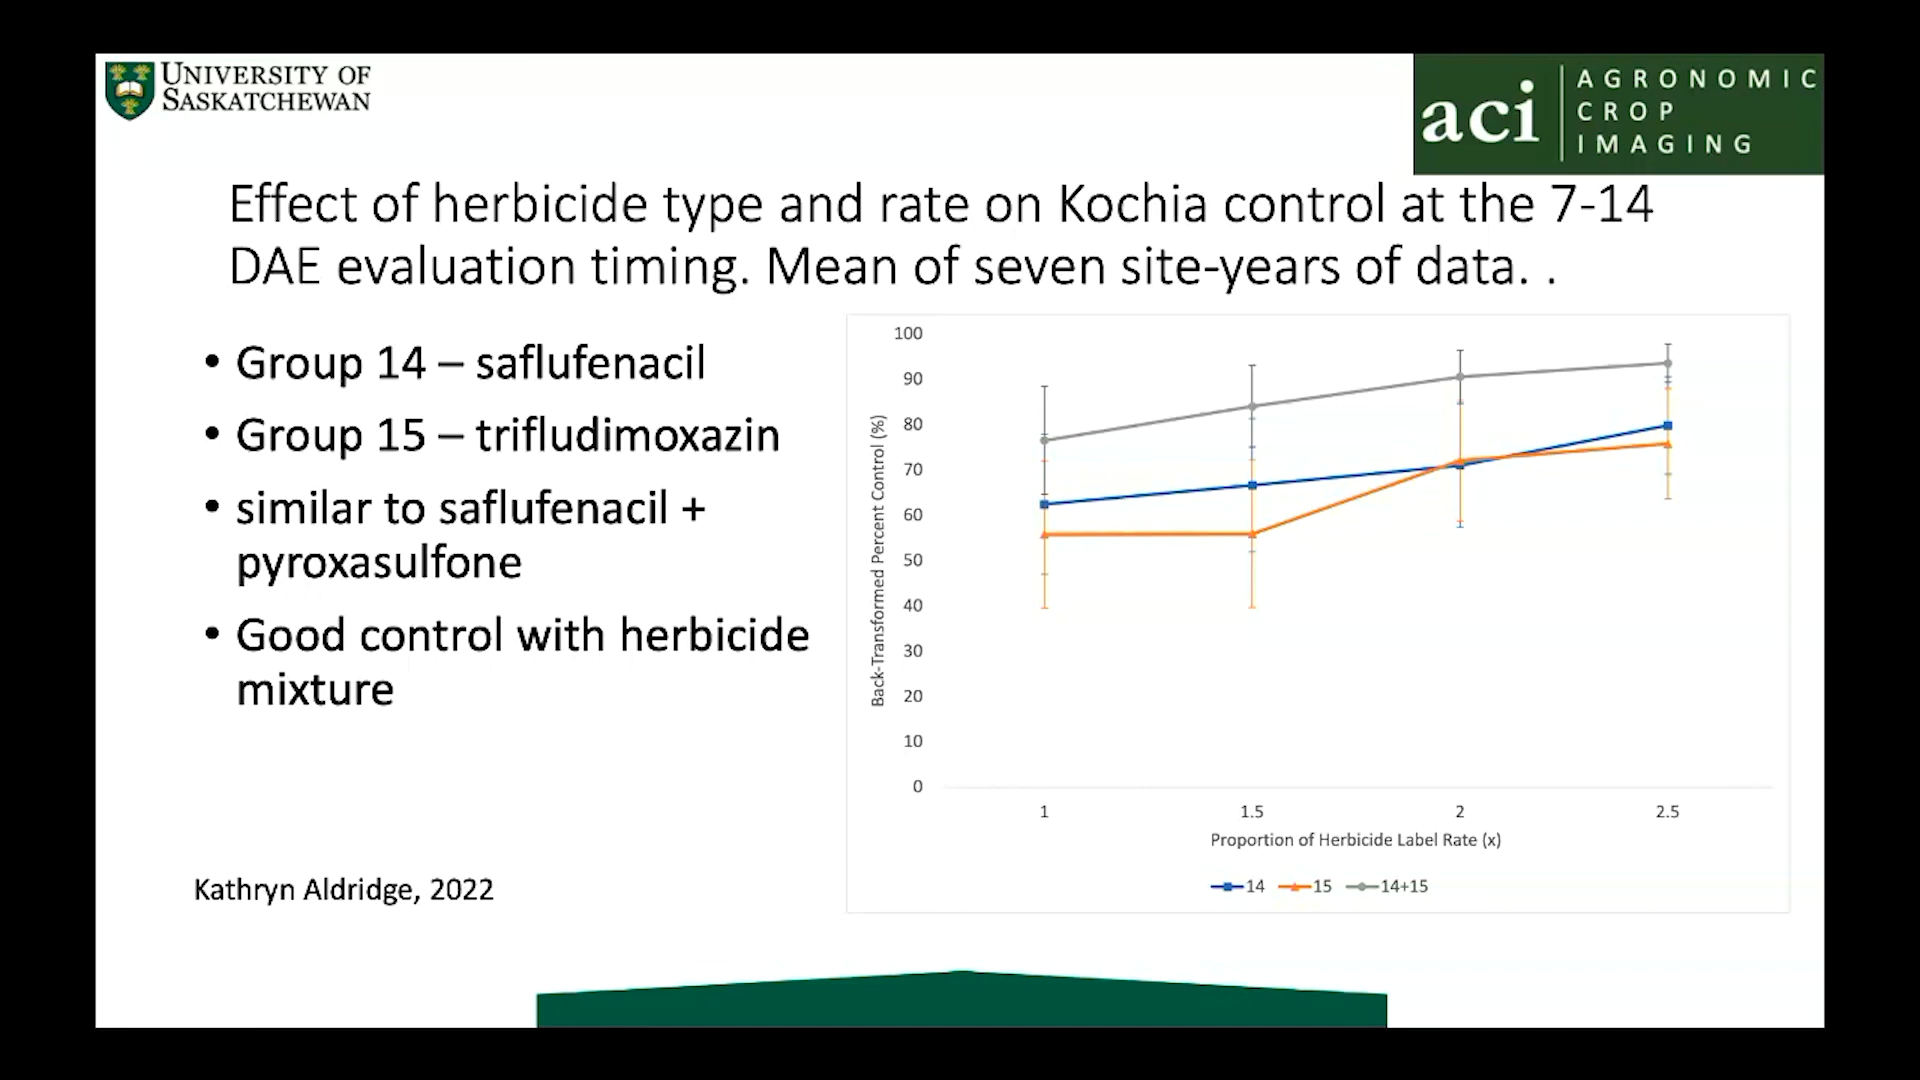 UNIVERSITY OF
SASKATCHEWAN
aci
AGRONOMIC
CROP
IMAGING
Effect of herbicide type and rate on Kochia control at the 7-14
DAE evaluation timing. Mean of seven site-years of data. .
• Group 14 – saflufenacil
• Group 15 – trifludimoxazin
• similar to saflufenacil +
pyroxasulfone
• Good control with herbicide
mixture
Kathryn Aldridge, 2022
Back-Transformed Percent Control (%)
100
90
80
70
60
50
40
30
20
10
0
1 1.5 2 2.5
Proportion of Herbicide Label Rate (x)
14 15 14+15